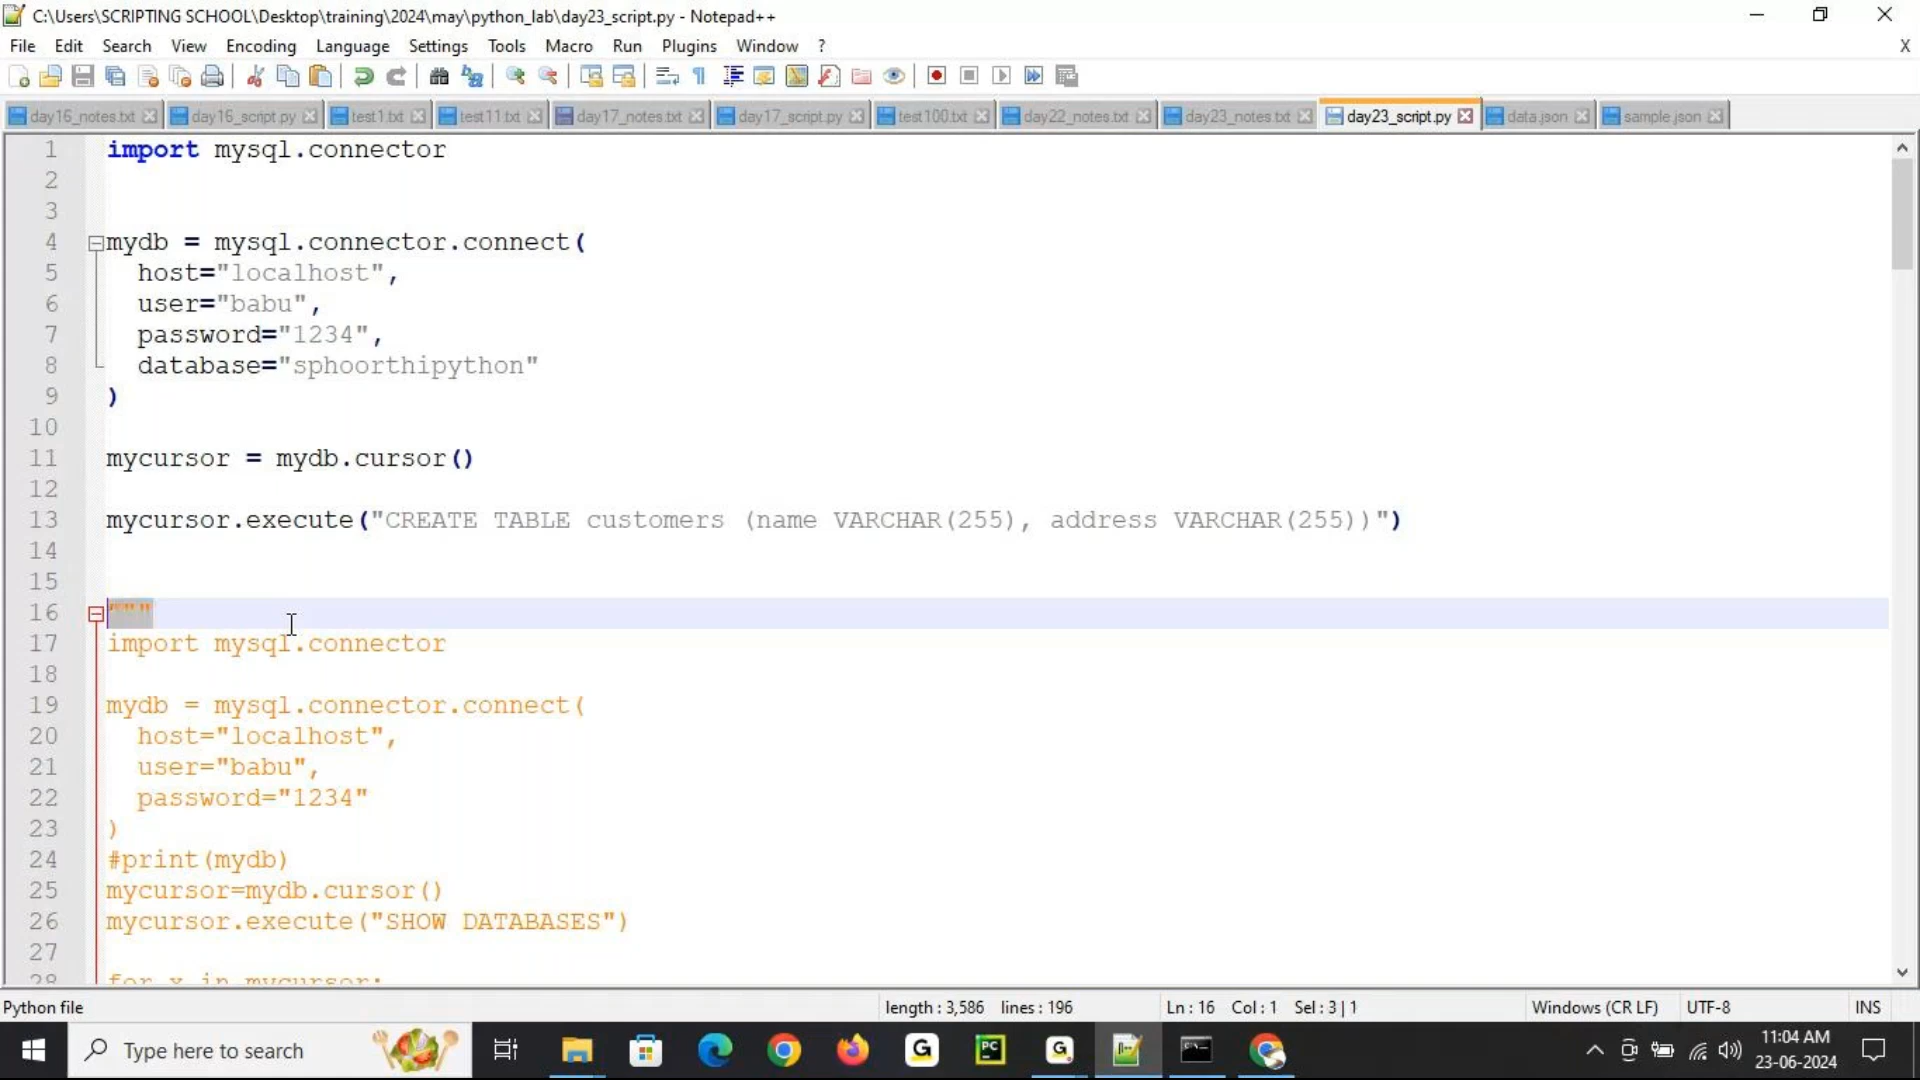 C:\Users\SCRIPTING SCHOOL\Desktop\training\2024\may\python_lab\day23_script.py - Notepad++
File Edit Search View Encoding Language Settings Tools Macro Run Plugins Window ? X
day16_notes.txt day16_script.py test1.txt test11.txt day17_notes.txt day17_script.py test100.txt day22_notes.txt day23_notes.txt day23_script.py data.json sample.json
1 import mysql.connector
2
3
4 mydb = mysql.connector.connect(
5 host="localhost",
6 user="babu",
7 password="1234",
8 database="sphoorthipython"
9 )
10
11 mycursor = mydb.cursor()
12
13 mycursor.execute("CREATE TABLE customers (name VARCHAR(255), address VARCHAR(255))")
14
15
16 """
17 import mysql.connector
18
19 mydb = mysql.connector.connect(
20 host="localhost",
21 user="babu",
22 password="1234"
23 )
24 #print(mydb)
25 mycursor=mydb.cursor()
26 mycursor.execute("SHOW DATABASES")
27
28 for x in mycursor:
Python file length : 3,586 lines : 196 Ln : 16 Col : 1 Sel : 3 | 1 Windows (CR LF) UTF-8 INS
Type here to search
11:04 AM
23-06-2024